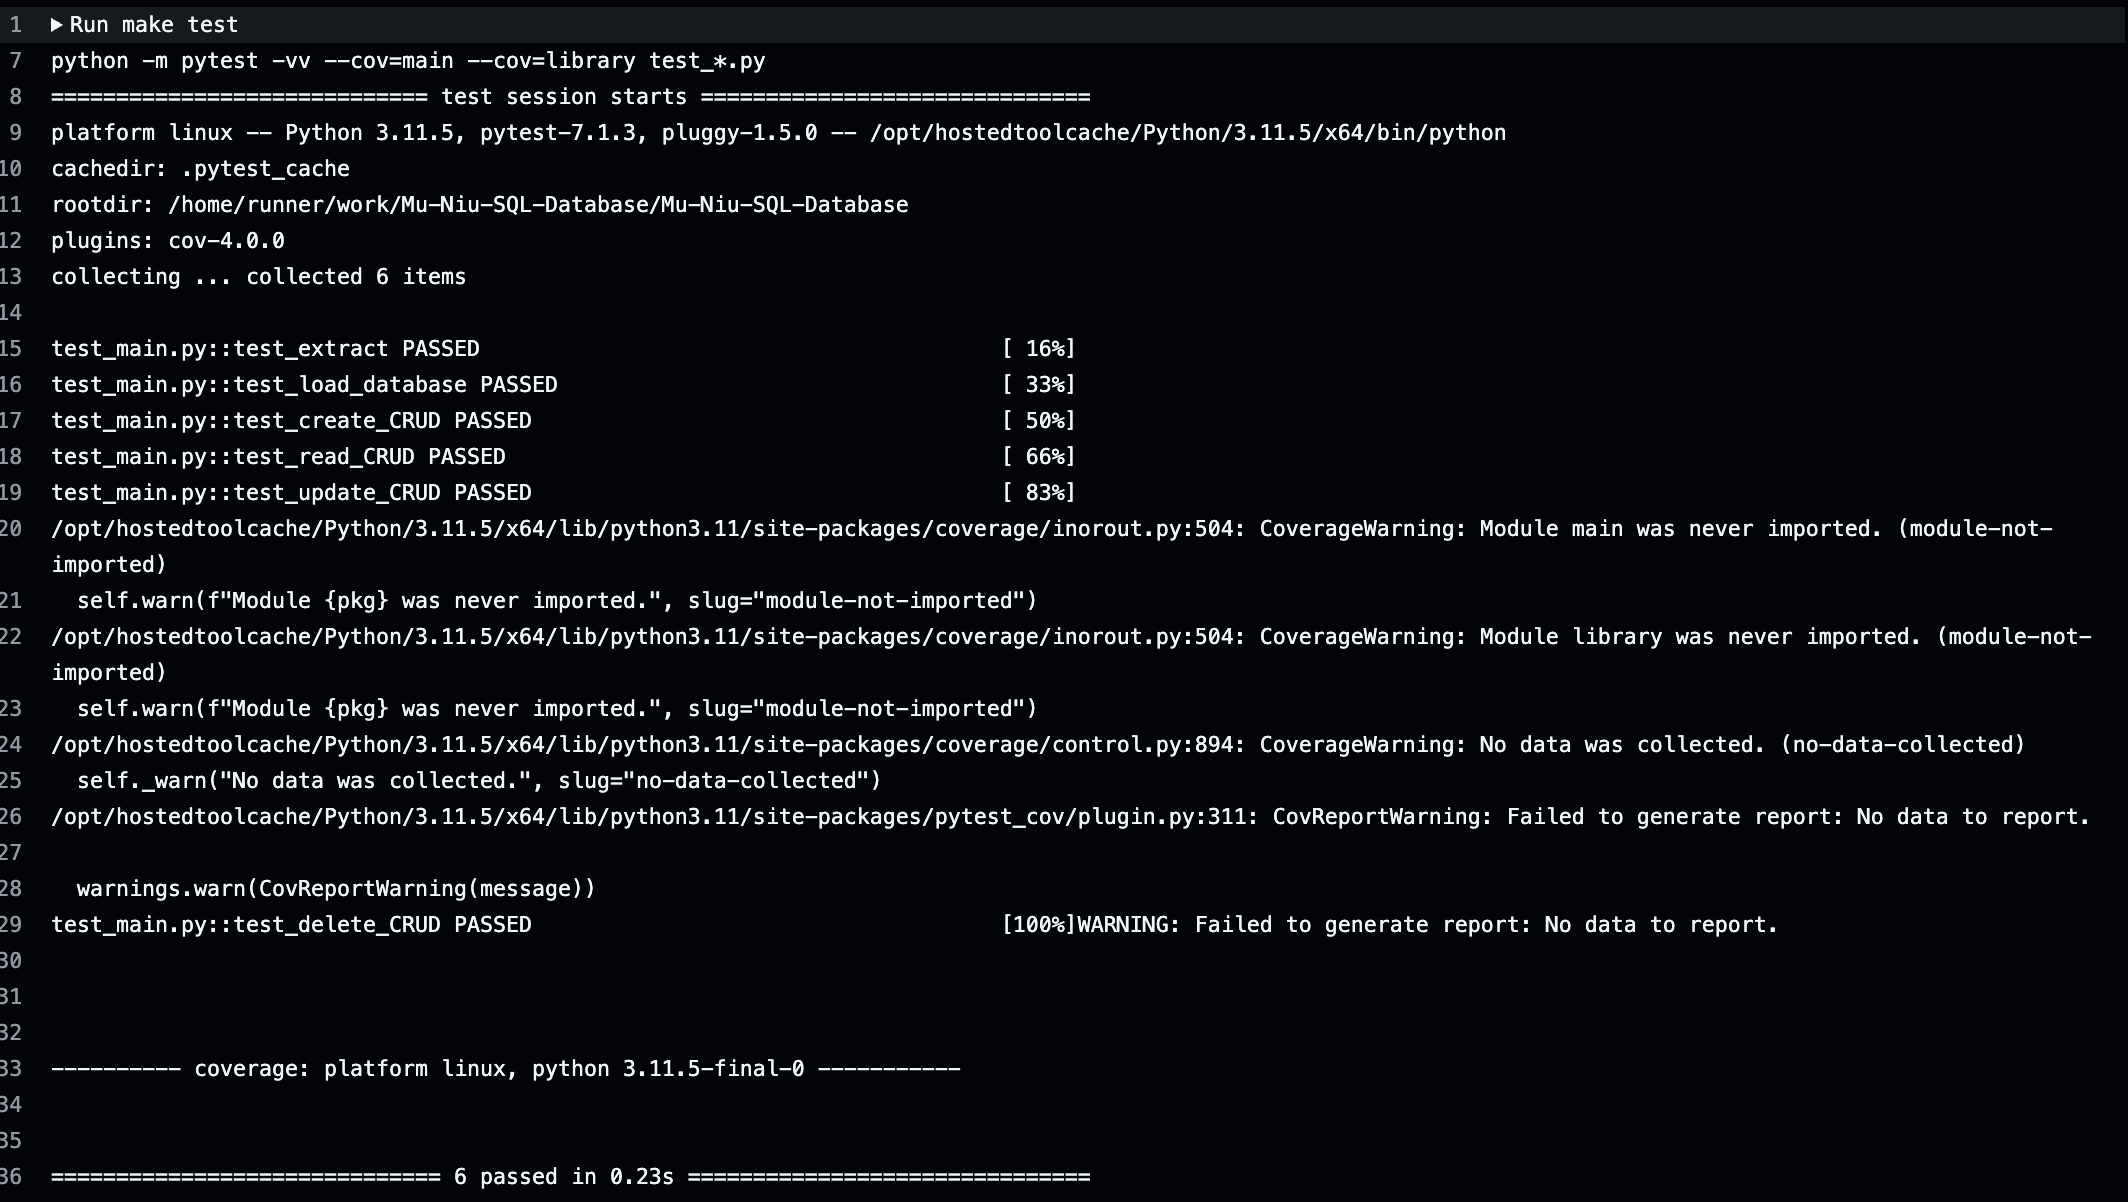 1 ▶ Run make test
7 python -m pytest -vv --cov=main --cov=library test_*.py
8 ============================= test session starts ==============================
9 platform linux -- Python 3.11.5, pytest-7.1.3, pluggy-1.5.0 -- /opt/hostedtoolcache/Python/3.11.5/x64/bin/python
10 cachedir: .pytest_cache
11 rootdir: /home/runner/work/Mu-Niu-SQL-Database/Mu-Niu-SQL-Database
12 plugins: cov-4.0.0
13 collecting ... collected 6 items
14
15 test_main.py::test_extract PASSED [ 16%]
16 test_main.py::test_load_database PASSED [ 33%]
17 test_main.py::test_create_CRUD PASSED [ 50%]
18 test_main.py::test_read_CRUD PASSED [ 66%]
19 test_main.py::test_update_CRUD PASSED [ 83%]
20 /opt/hostedtoolcache/Python/3.11.5/x64/lib/python3.11/site-packages/coverage/inorout.py:504: CoverageWarning: Module main was never imported. (module-not-
imported)
21 self.warn(f"Module {pkg} was never imported.", slug="module-not-imported")
22 /opt/hostedtoolcache/Python/3.11.5/x64/lib/python3.11/site-packages/coverage/inorout.py:504: CoverageWarning: Module library was never imported. (module-not-
imported)
23 self.warn(f"Module {pkg} was never imported.", slug="module-not-imported")
24 /opt/hostedtoolcache/Python/3.11.5/x64/lib/python3.11/site-packages/coverage/control.py:894: CoverageWarning: No data was collected. (no-data-collected)
25 self._warn("No data was collected.", slug="no-data-collected")
26 /opt/hostedtoolcache/Python/3.11.5/x64/lib/python3.11/site-packages/pytest_cov/plugin.py:311: CovReportWarning: Failed to generate report: No data to report.
27
28 warnings.warn(CovReportWarning(message))
29 test_main.py::test_delete_CRUD PASSED [100%]WARNING: Failed to generate report: No data to report.
30
31
32
33 ---------- coverage: platform linux, python 3.11.5-final-0 -----------
34
35
36 ============================== 6 passed in 0.23s ===============================